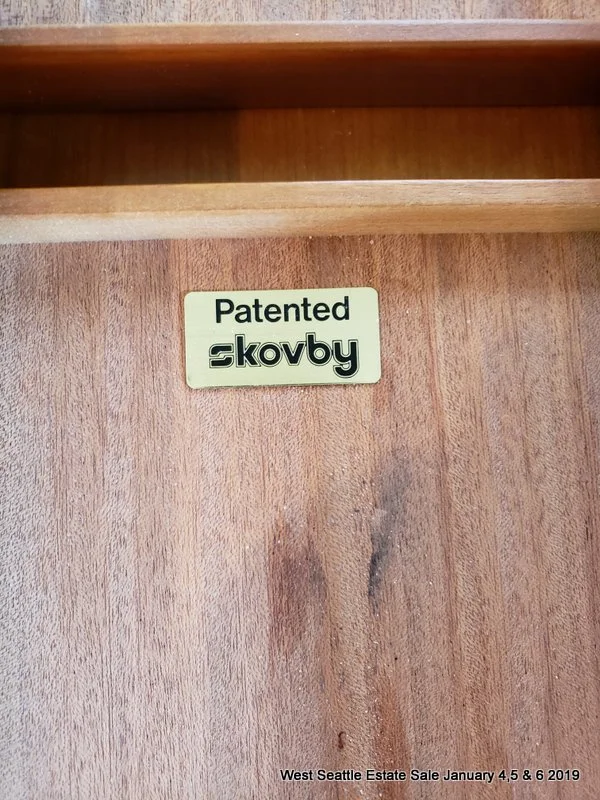 Patented
skovby
West Seattle Estate Sale January 4,5 & 6 2019